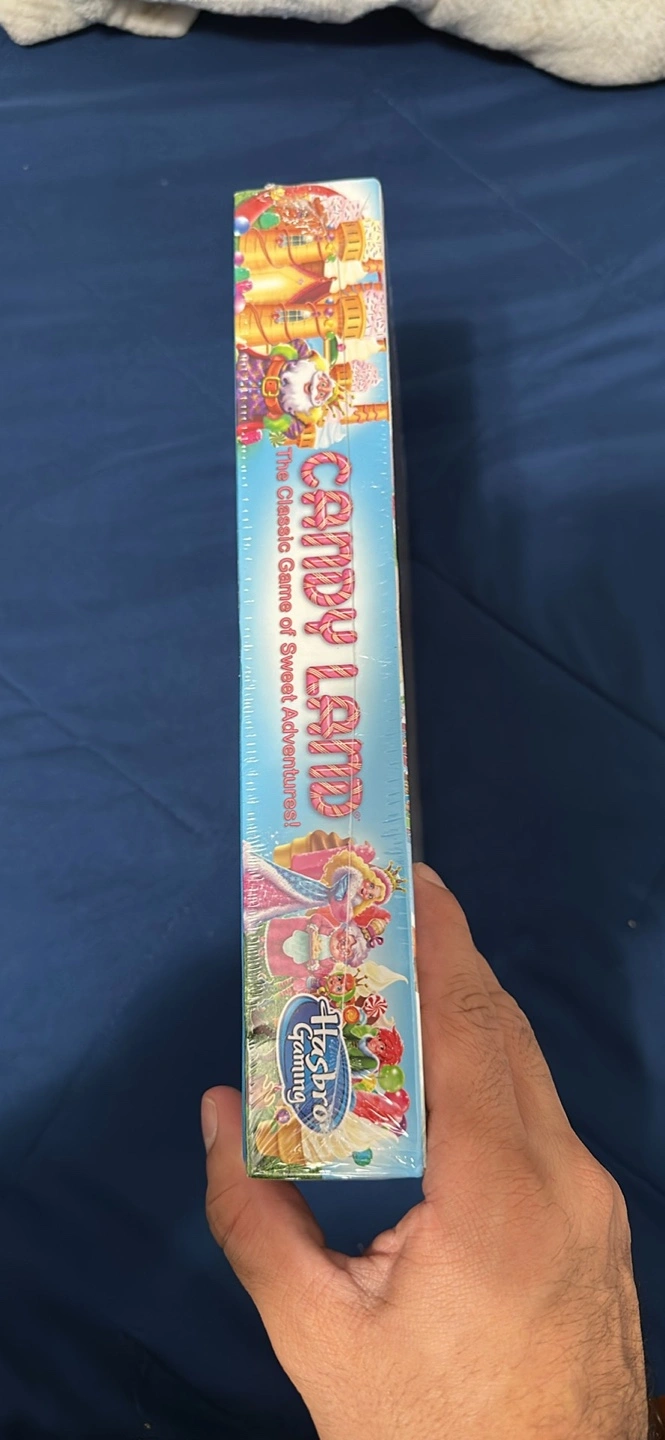 CANDY LAND
The Classic Game of Sweet Adventures!
Hasbro
Gaming